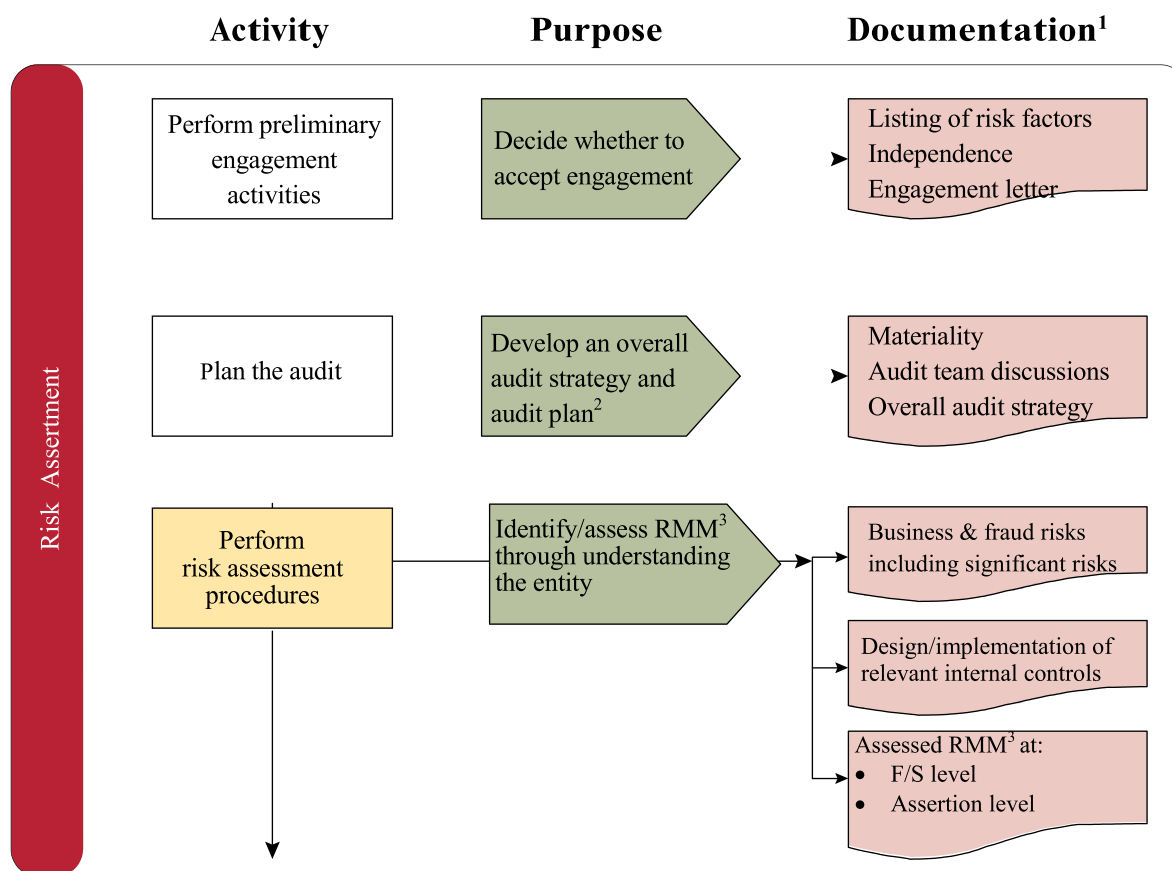 Activity
Purpose
Documentation¹
Risk Assertment
Perform preliminary
engagement
activities
Decide whether to
accept engagement
Listing of risk factors
Independence
Engagement letter
Plan the audit
Develop an overall
audit strategy and
audit plan²
Materiality
Audit team discussions
Overall audit strategy
Perform
risk assessment
procedures
Identify/assess RMM³
through understanding
the entity
Business & fraud risks
including significant risks
Design/implementation of
relevant internal controls
Assessed RMM³ at:
• F/S level
• Assertion level